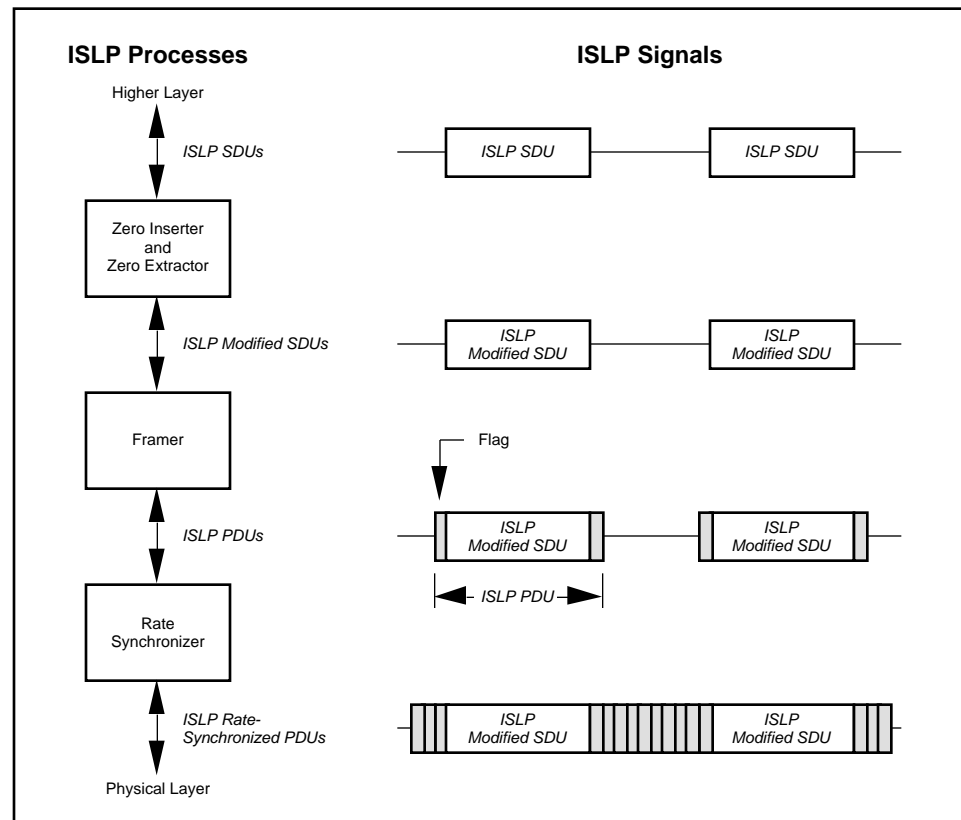 ISLP Processes
ISLP Signals
Higher Layer
ISLP SDUs
ISLP SDU
ISLP SDU
Zero Inserter
and
Zero Extractor
ISLP Modified SDUs
ISLP
Modified SDU
ISLP
Modified SDU
Framer
Flag
ISLP PDUs
ISLP
Modified SDU
ISLP
Modified SDU
ISLP PDU
Rate
Synchronizer
ISLP Rate-
Synchronized PDUs
ISLP
Modified SDU
ISLP
Modified SDU
Physical Layer